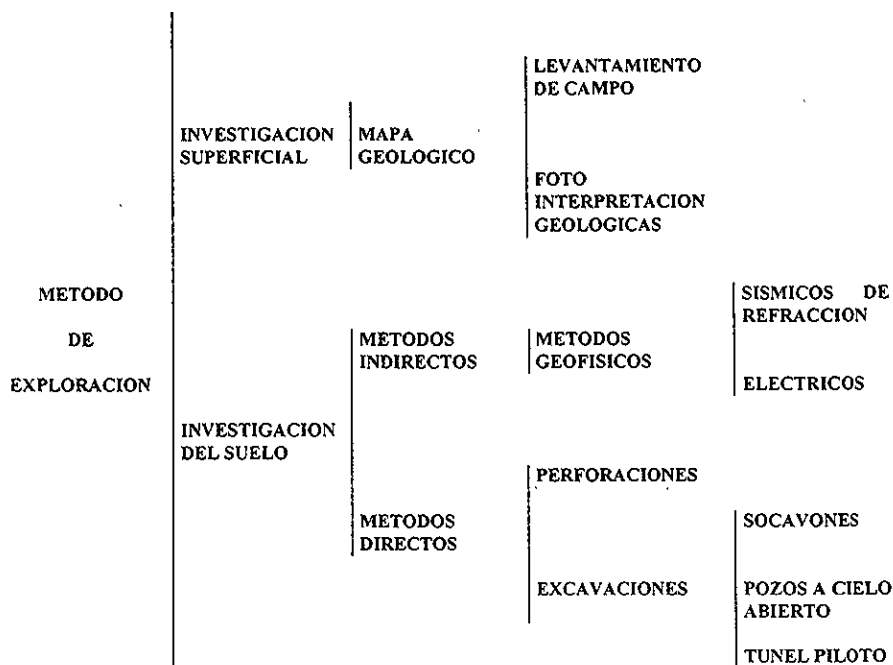 METODO
DE
EXPLORACION
INVESTIGACION
SUPERFICIAL
MAPA
GEOLOGICO
LEVANTAMIENTO
DE CAMPO
FOTO
INTERPRETACION
GEOLOGICAS
INVESTIGACION
DEL SUELO
METODOS
INDIRECTOS
METODOS
GEOFISICOS
SISMICOS DE
REFRACCION
ELECTRICOS
METODOS
DIRECTOS
PERFORACIONES
EXCAVACIONES
SOCAVONES
POZOS A CIELO
ABIERTO
TUNEL PILOTO